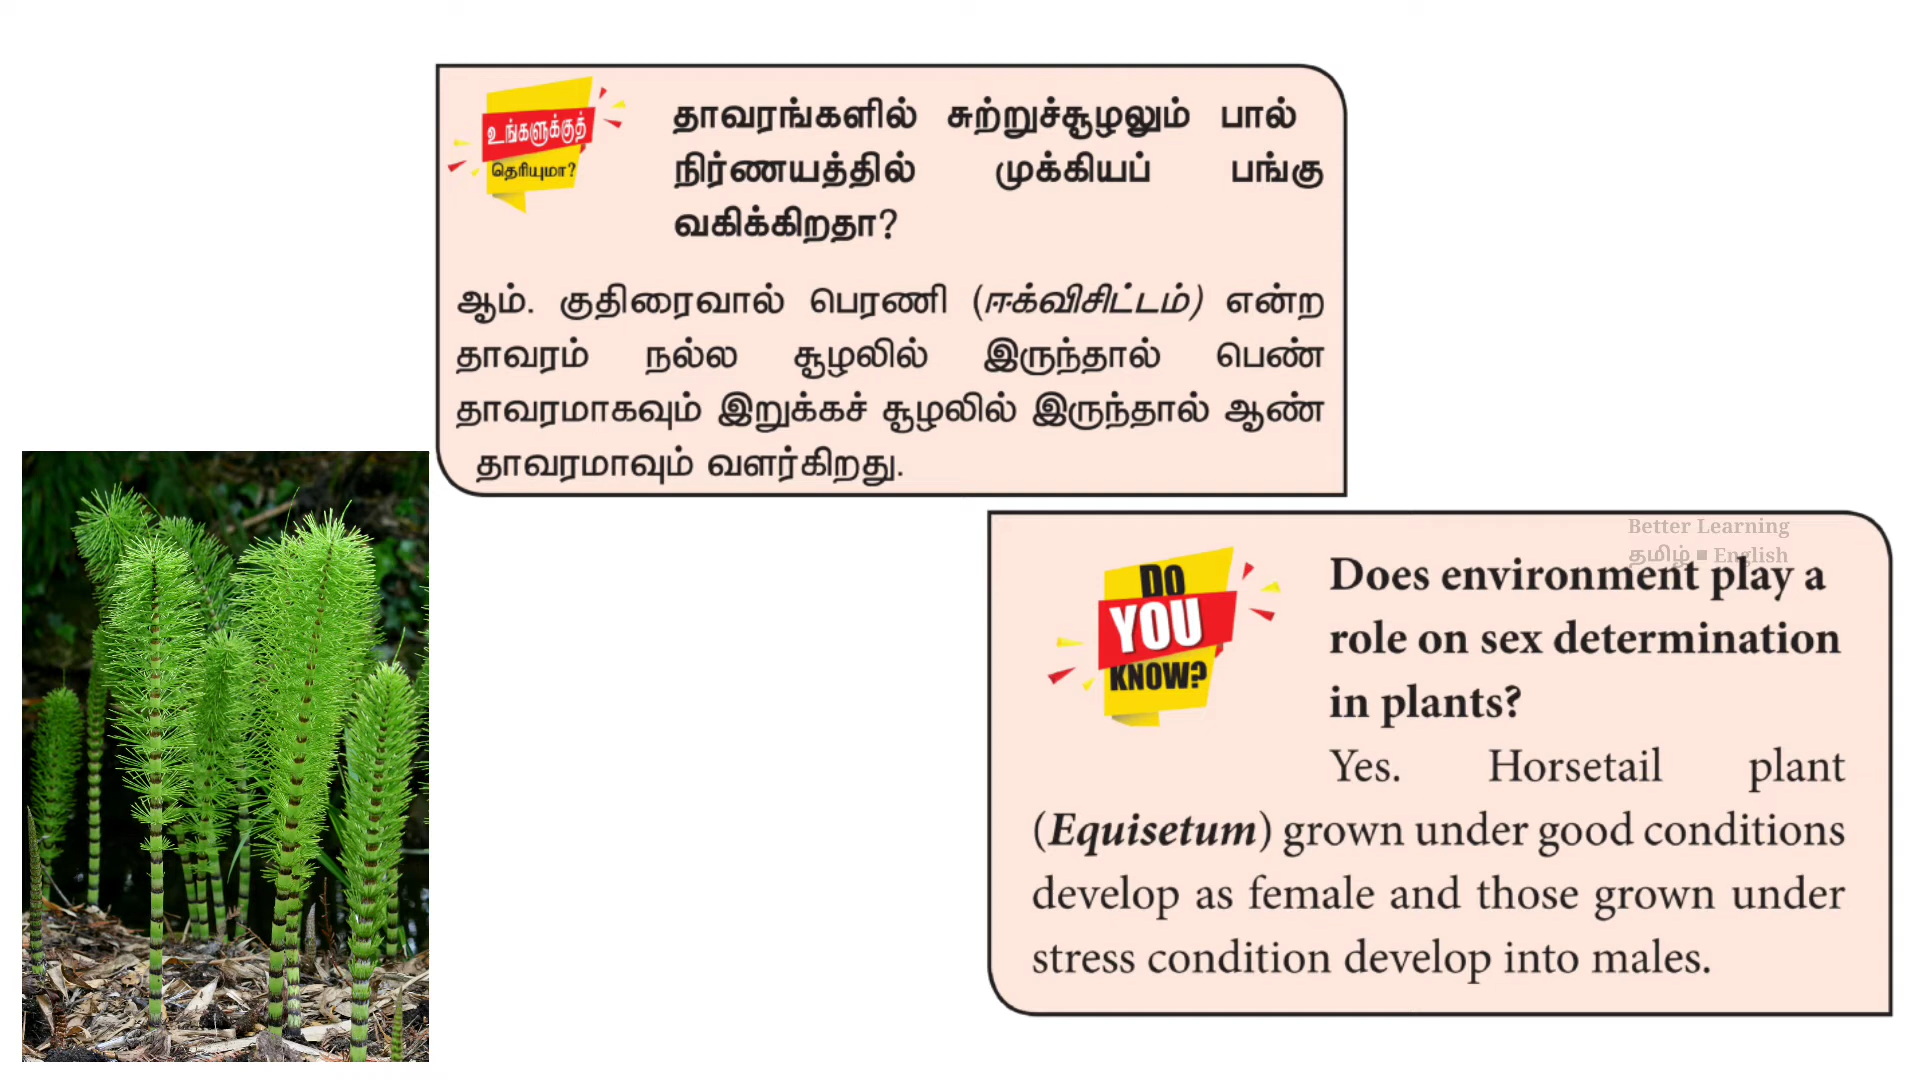 உங்களுக்குத்
தெரியுமா?
தாவரங்களில் சுற்றுச்சூழலும் பால்
நிர்ணயத்தில் முக்கியப் பங்கு
வகிக்கிறதா?
ஆம். குதிரைவால் பெரணி (ஈக்விசிட்டம்) என்ற
தாவரம் நல்ல சூழலில் இருந்தால் பெண்
தாவரமாகவும் இறுக்கச் சூழலில் இருந்தால் ஆண்
தாவரமாவும் வளர்கிறது.
Better Learning
தமிழ் ■ English
DO
YOU
KNOW?
Does environment play a
role on sex determination
in plants?
Yes. Horsetail plant
(Equisetum) grown under good conditions
develop as female and those grown under
stress condition develop into males.